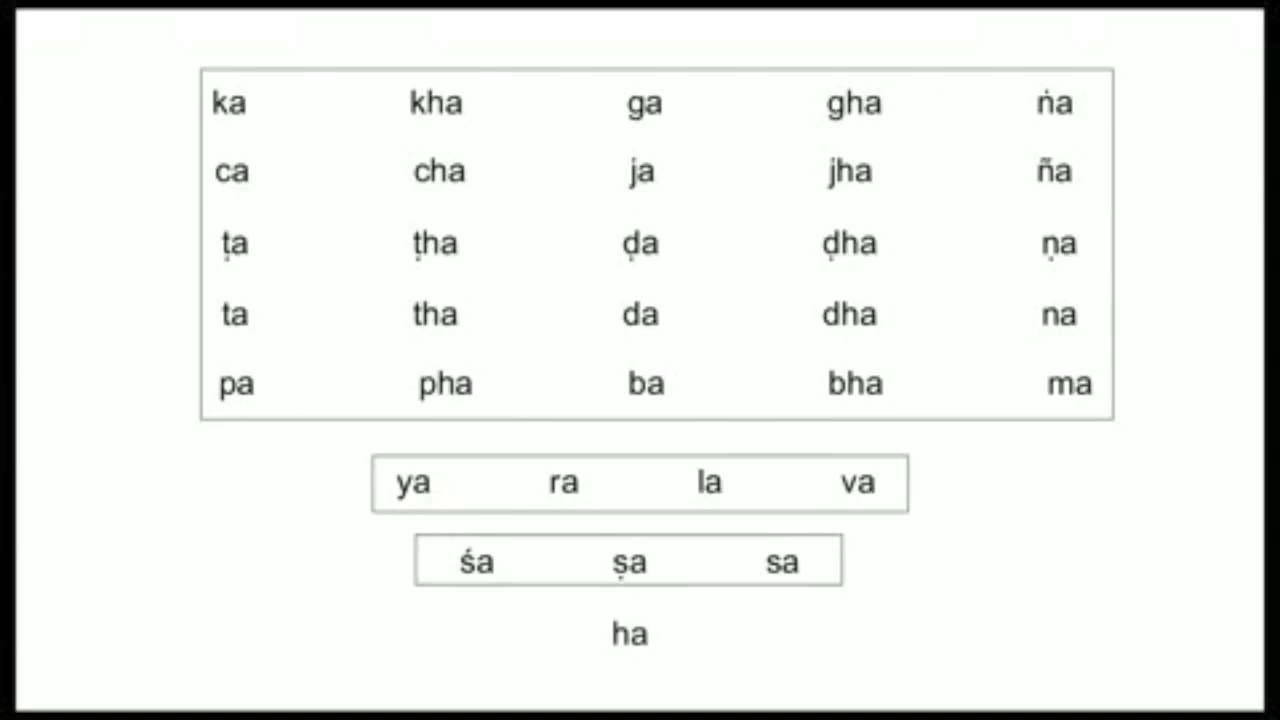 ka kha ga gha ṅa
ca cha ja jha ña
ṭa ṭha ḍa ḍha ṇa
ta tha da dha na
pa pha ba bha ma
ya ra la va
śa ṣa sa
ha